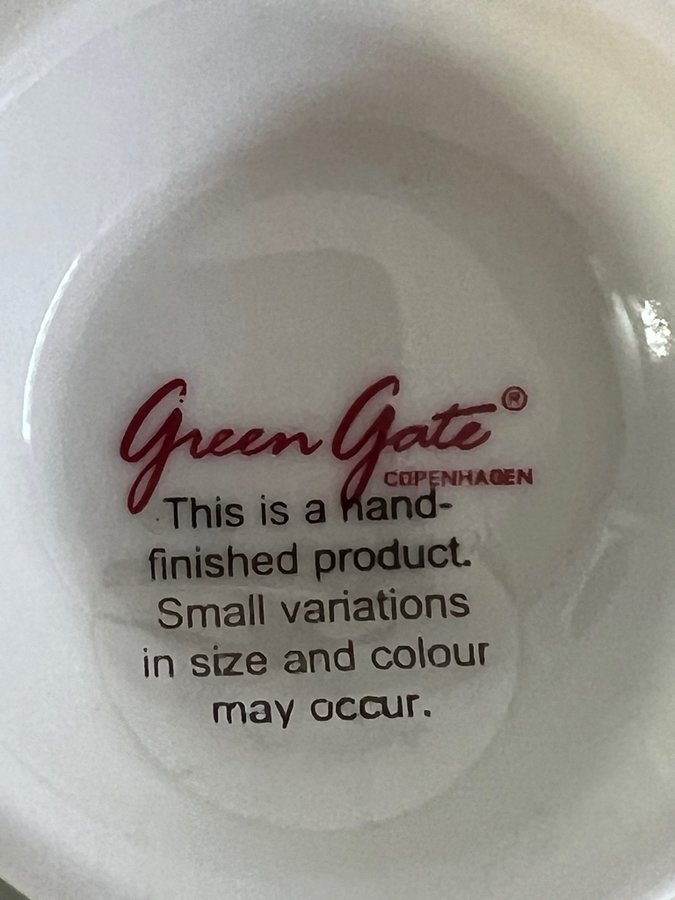 Green Gate®
COPENHAGEN
This is a hand-
finished product.
Small variations
in size and colour
may occur.